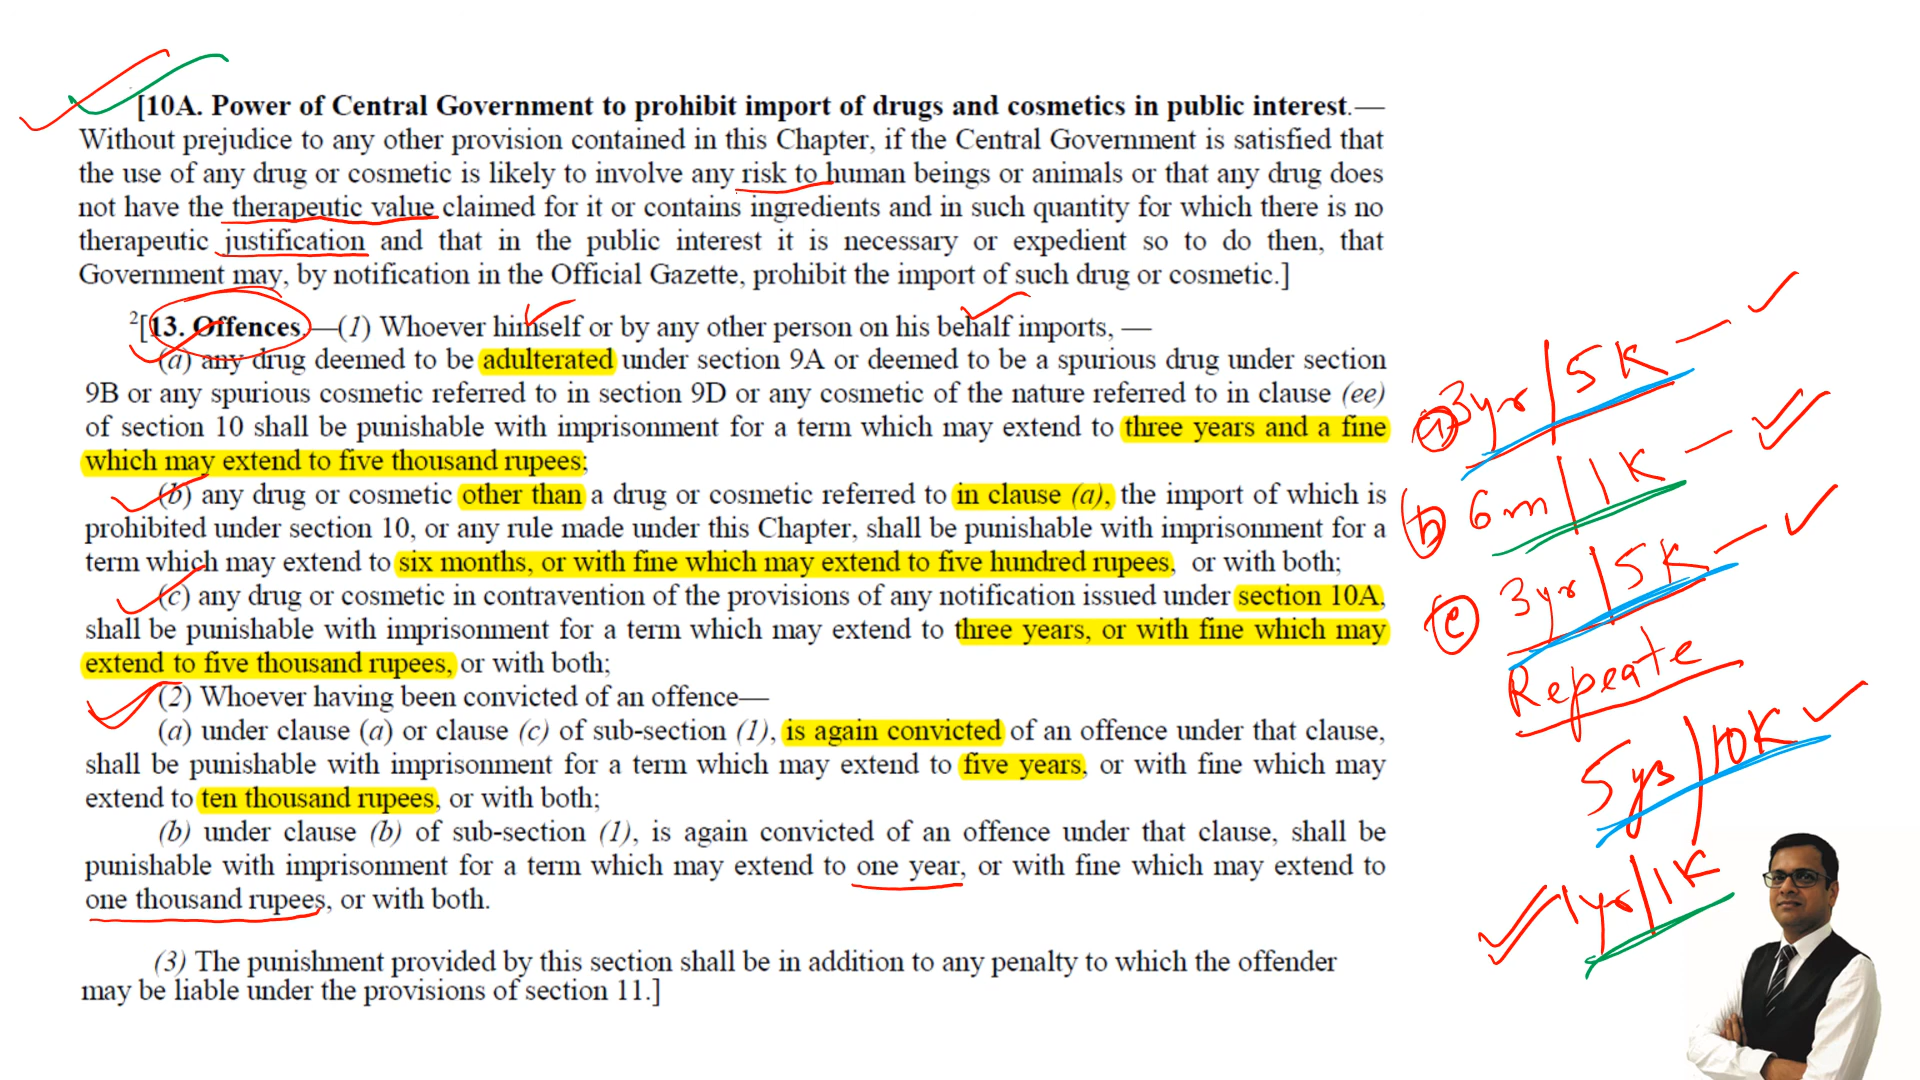 [10A. Power of Central Government to prohibit import of drugs and cosmetics in public interest.—
Without prejudice to any other provision contained in this Chapter, if the Central Government is satisfied that
the use of any drug or cosmetic is likely to involve any risk to human beings or animals or that any drug does
not have the therapeutic value claimed for it or contains ingredients and in such quantity for which there is no
therapeutic justification and that in the public interest it is necessary or expedient so to do then, that
Government may, by notification in the Official Gazette, prohibit the import of such drug or cosmetic.]
2[13. Offences.—(1) Whoever himself or by any other person on his behalf imports, —
(a) any drug deemed to be adulterated under section 9A or deemed to be a spurious drug under section
9B or any spurious cosmetic referred to in section 9D or any cosmetic of the nature referred to in clause (ee)
of section 10 shall be punishable with imprisonment for a term which may extend to three years and a fine
which may extend to five thousand rupees;
(b) any drug or cosmetic other than a drug or cosmetic referred to in clause (a), the import of which is
prohibited under section 10, or any rule made under this Chapter, shall be punishable with imprisonment for a
term which may extend to six months, or with fine which may extend to five hundred rupees, or with both;
(c) any drug or cosmetic in contravention of the provisions of any notification issued under section 10A,
shall be punishable with imprisonment for a term which may extend to three years, or with fine which may
extend to five thousand rupees, or with both;
(2) Whoever having been convicted of an offence—
(a) under clause (a) or clause (c) of sub-section (1), is again convicted of an offence under that clause,
shall be punishable with imprisonment for a term which may extend to five years, or with fine which may
extend to ten thousand rupees, or with both;
(b) under clause (b) of sub-section (1), is again convicted of an offence under that clause, shall be
punishable with imprisonment for a term which may extend to one year, or with fine which may extend to
one thousand rupees, or with both.
(3) The punishment provided by this section shall be in addition to any penalty to which the offender
may be liable under the provisions of section 11.]
a 3yr / 5K —
b 6m / 1K —
c 3yr / 5K —
Repeate
5ys / 10K
1yr / 1K